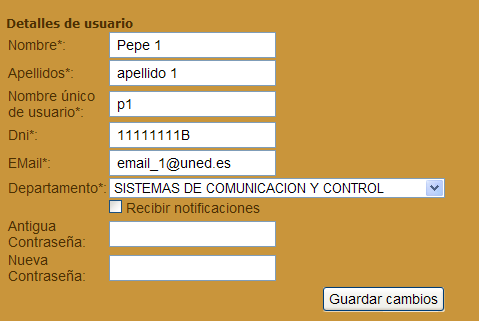 Detalles de usuario
Nombre*: Pepe 1
Apellidos*: apellido 1
Nombre único
de usuario*: p1
Dni*: 11111111B
EMail*: email_1@uned.es
Departamento*: SISTEMAS DE COMUNICACION Y CONTROL
Recibir notificaciones
Antigua
Contraseña:
Nueva
Contraseña:
Guardar cambios